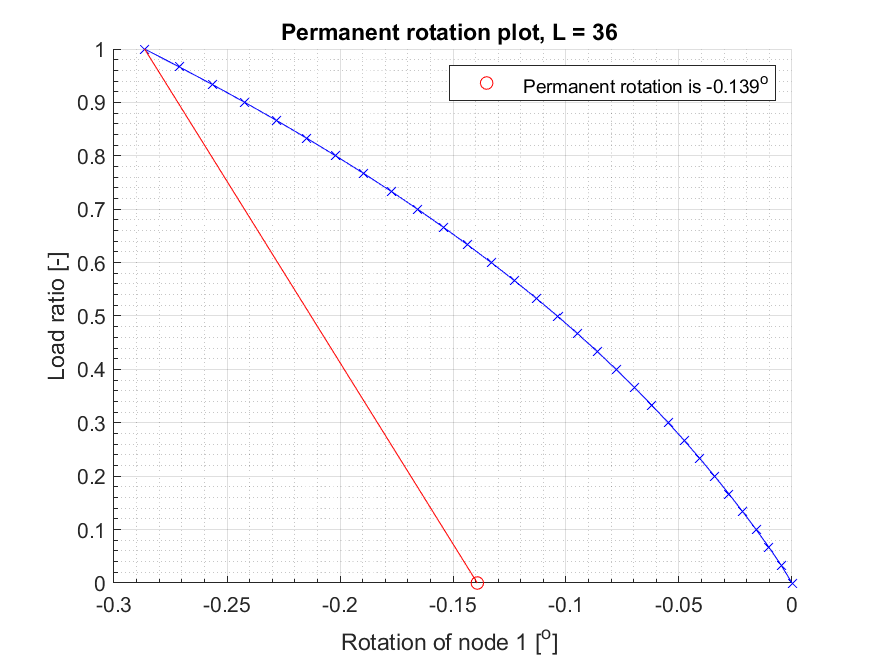 Permanent rotation plot, L = 36
Permanent rotation is -0.139°
Load ratio [-]
1
0.9
0.8
0.7
0.6
0.5
0.4
0.3
0.2
0.1
0
-0.3 -0.25 -0.2 -0.15 -0.1 -0.05 0
Rotation of node 1 [°]